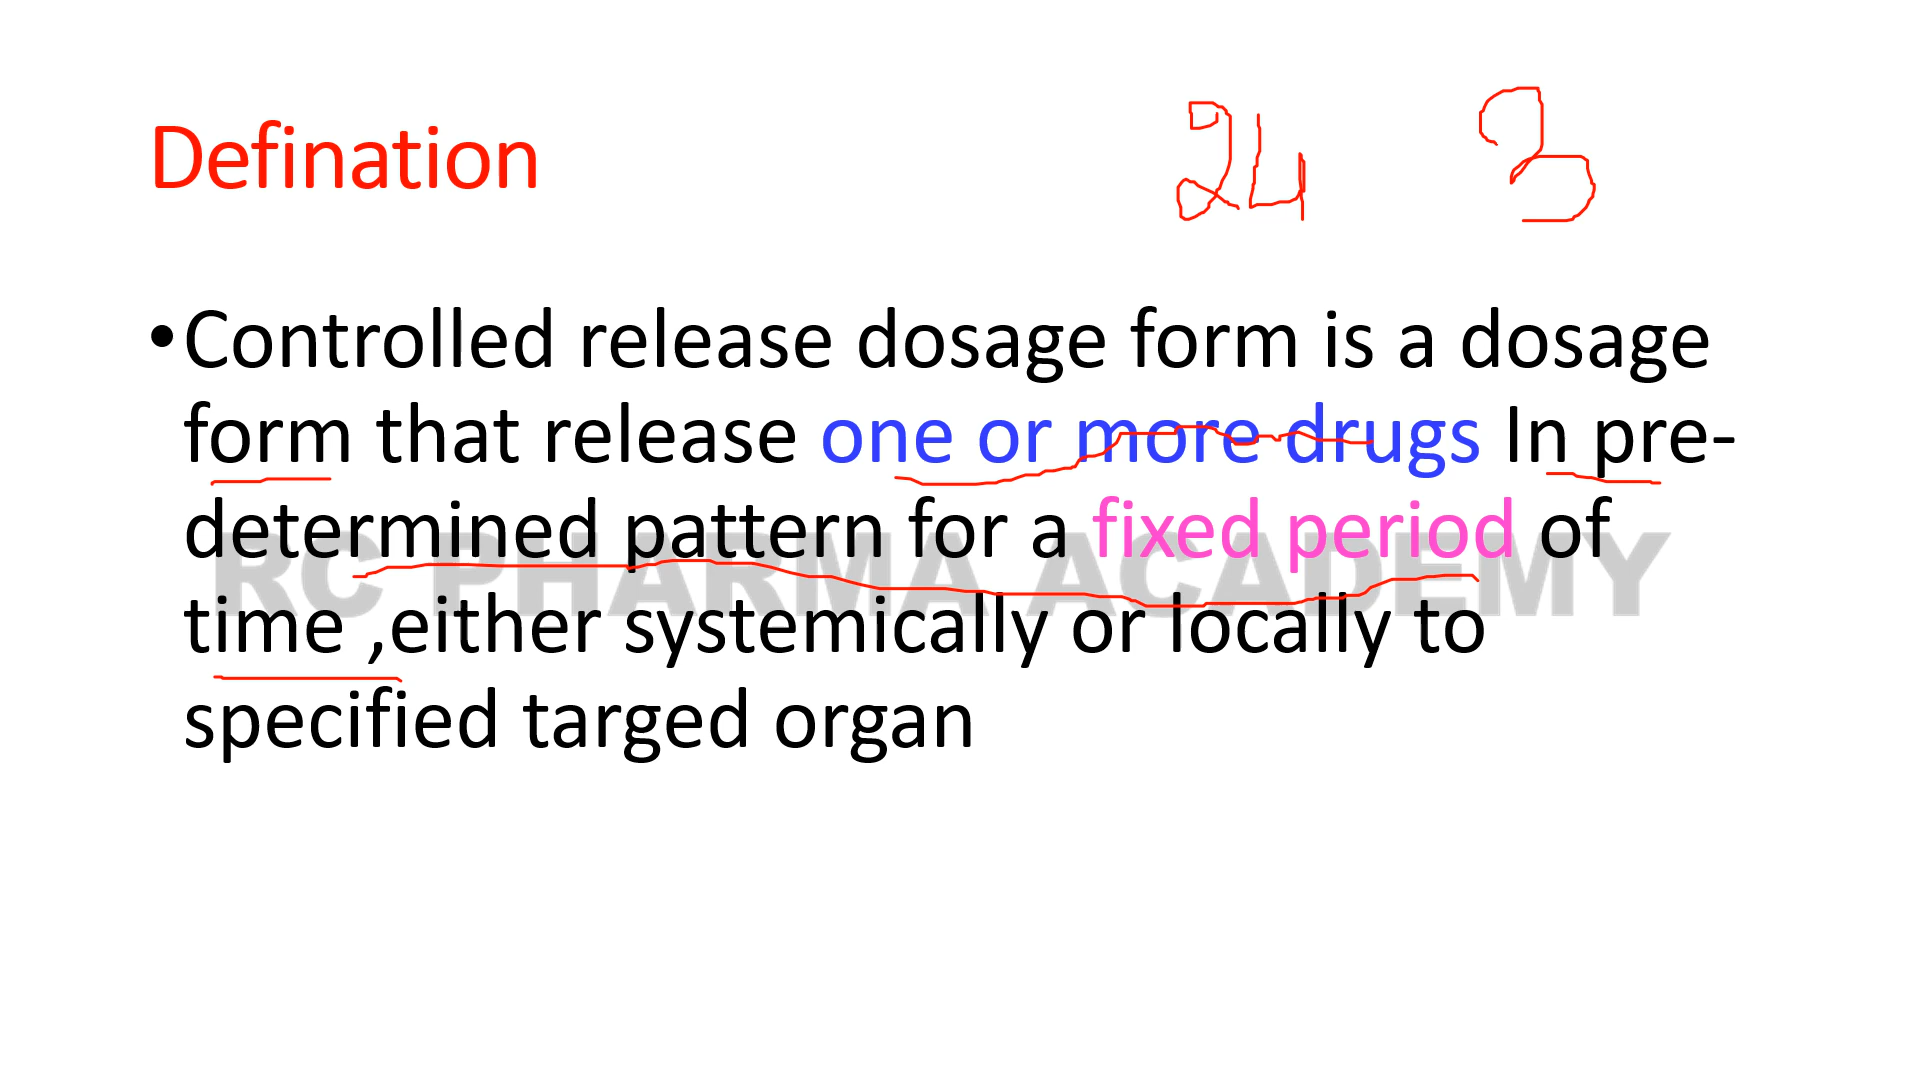 Defination
24 3
•Controlled release dosage form is a dosage
form that release one or more drugs In pre-
determined pattern for a fixed period of
RC PHARMA ACADEMY
time ,either systemically or locally to
specified targed organ